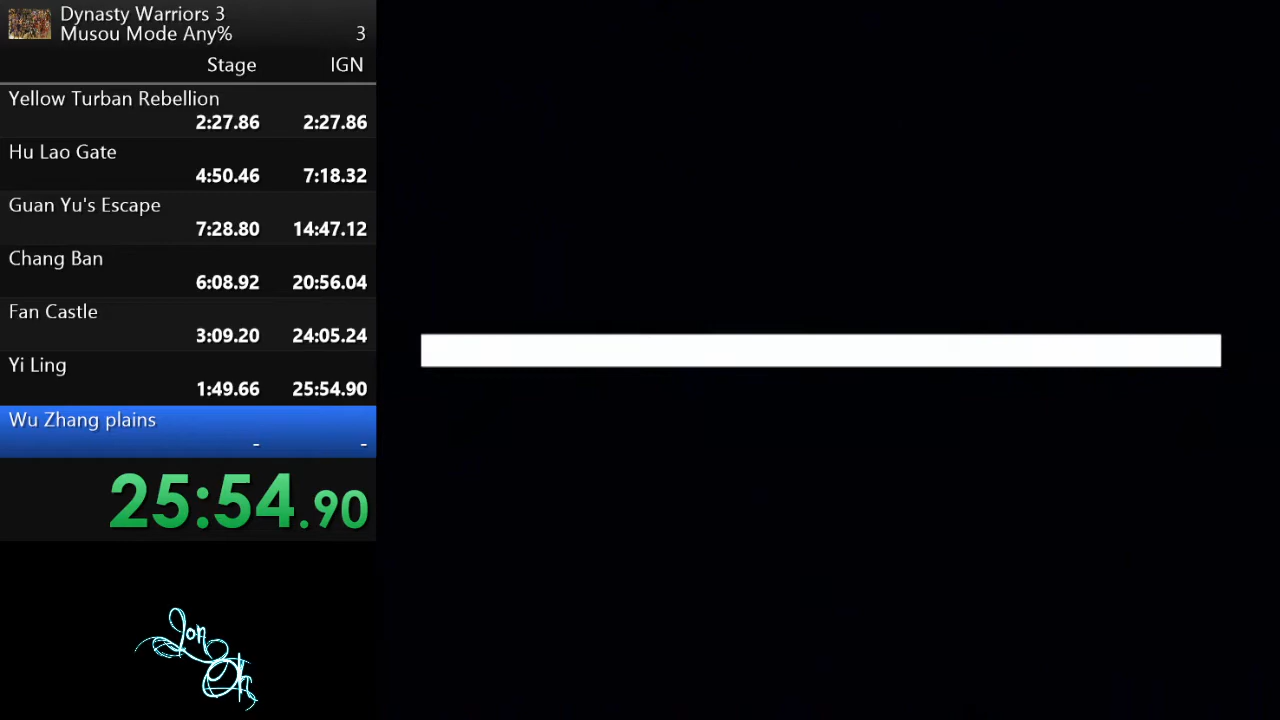 Dynasty Warriors 3
Musou Mode Any% 3
Stage IGN
Yellow Turban Rebellion
2:27.86 2:27.86
Hu Lao Gate
4:50.46 7:18.32
Guan Yu's Escape
7:28.80 14:47.12
Chang Ban
6:08.92 20:56.04
Fan Castle
3:09.20 24:05.24
Yi Ling
1:49.66 25:54.90
Wu Zhang plains
- -
25:54.90
Jon